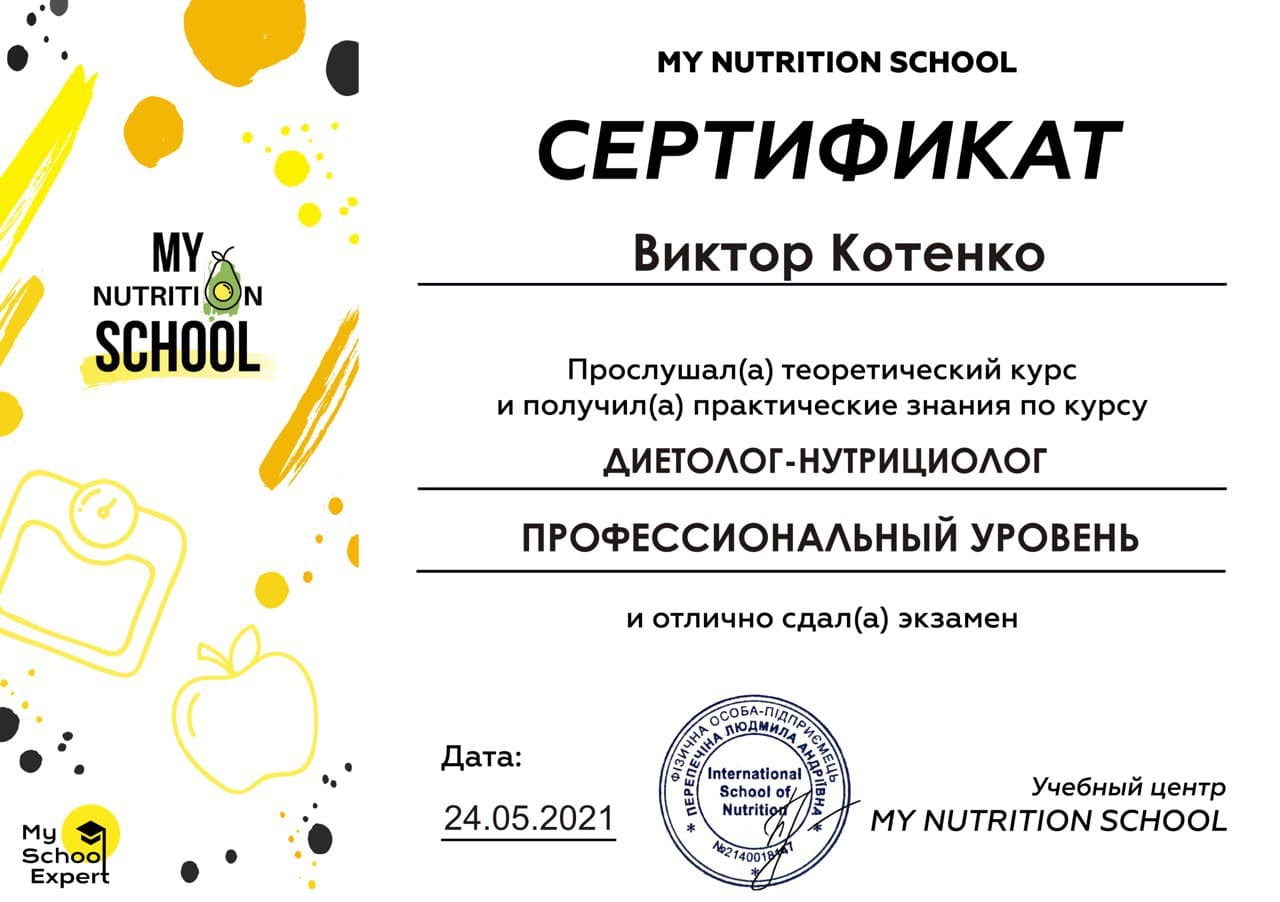 MY NUTRITION SCHOOL
СЕРТИФИКАТ
Виктор Котенко
Прослушал(а) теоретический курс
и получил(а) практические знания по курсу
ДИЕТОЛОГ-НУТРИЦИОЛОГ
ПРОФЕССИОНАЛЬНЫЙ УРОВЕНЬ
и отлично сдал(а) экзамен
Дата:
24.05.2021
ФІЗИЧНА ОСОБА-ПІДПРИЄМЕЦЬ
* ПЕРЕПЕЧІНА ЛЮДМИЛА АНДРІЇВНА *
International
School of
Nutrition
Учебный центр
MY NUTRITION SCHOOL
MY
NUTRITION
SCHOOL
My
School
Expert